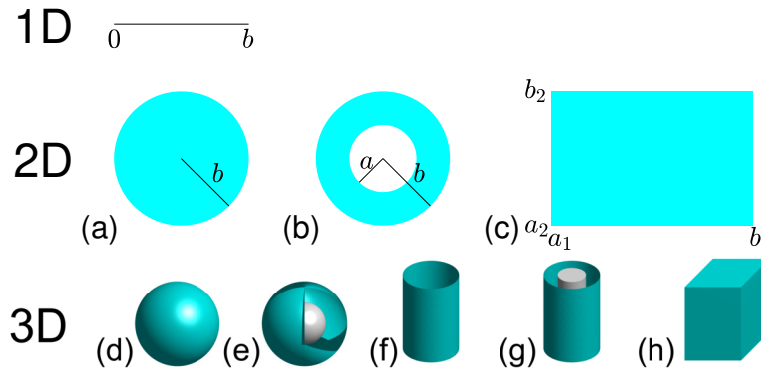 1D
0 b
2D
a b b
b₂
(a) (b) (c) a₂ a₁ b
3D
(d) (e) (f) (g) (h)